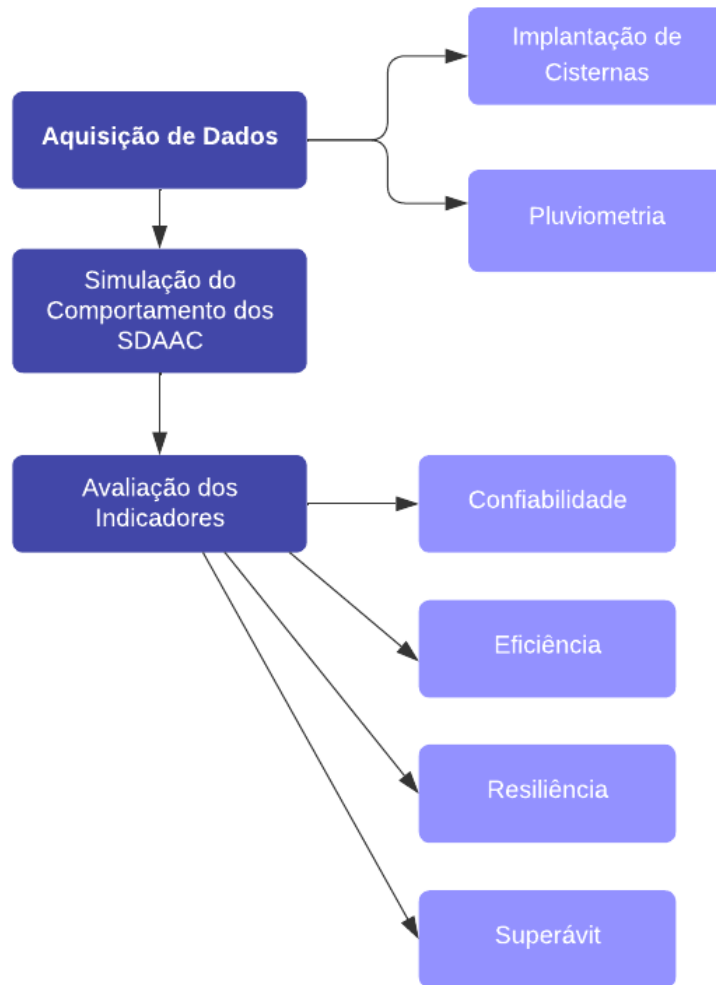 Implantação de
Cisternas
Aquisição de Dados
Pluviometria
Simulação do
Comportamento dos
SDAAC
Avaliação dos
Indicadores
Confiabilidade
Eficiência
Resiliência
Superávit